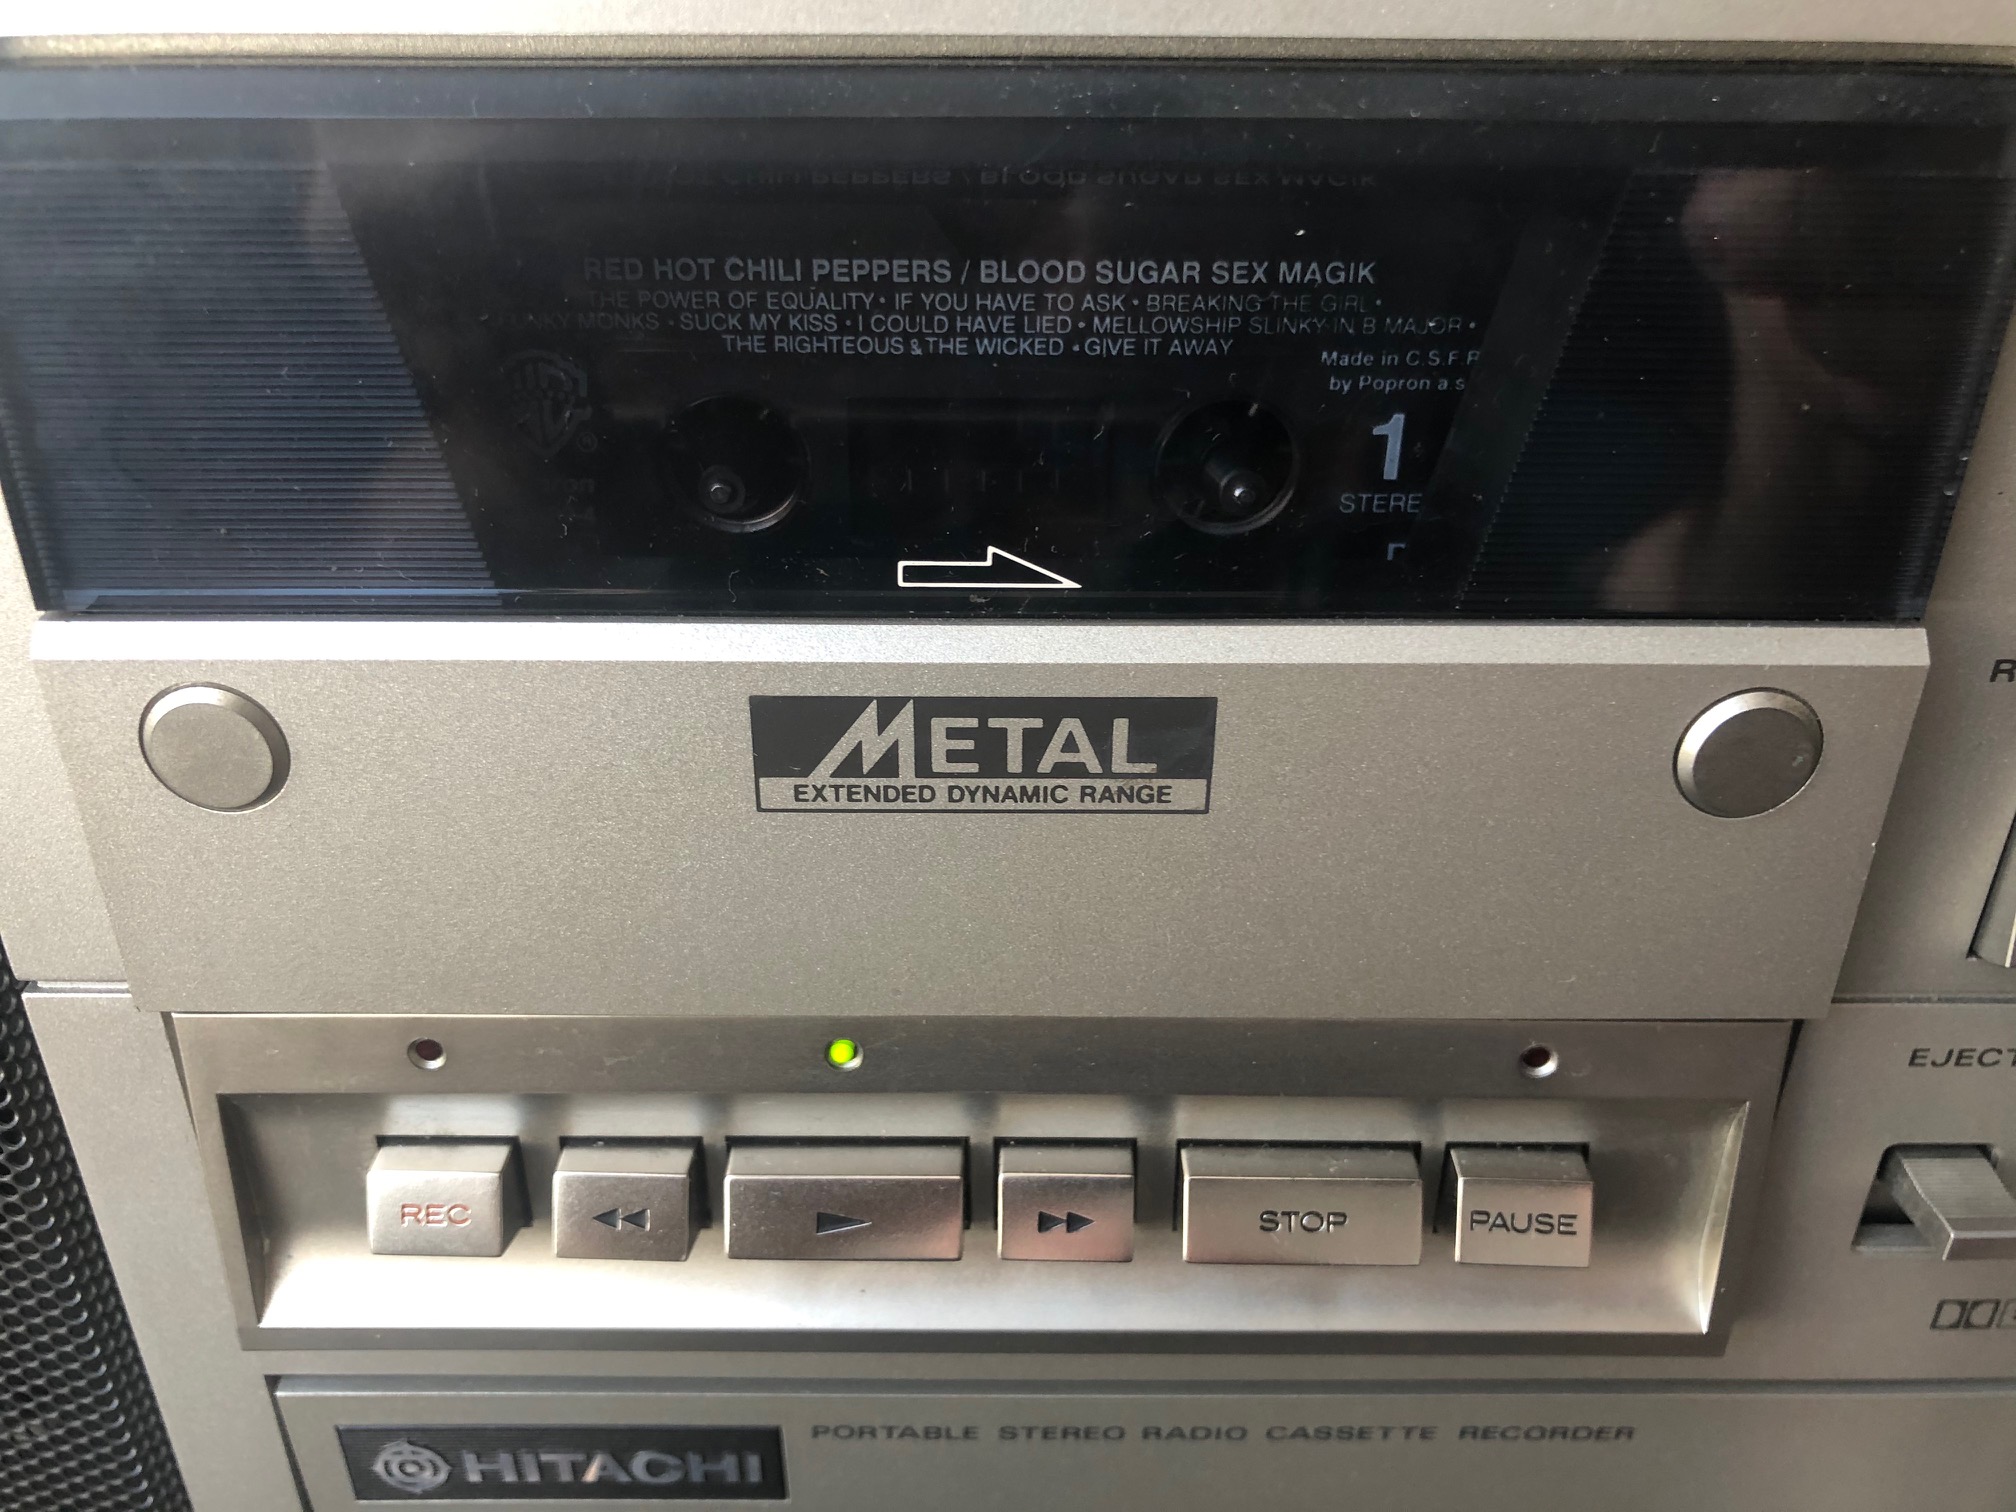 RED HOT CHILI PEPPERS / BLOOD SUGAR SEX MAGIK
THE POWER OF EQUALITY • IF YOU HAVE TO ASK • BREAKING THE GIRL •
MONKS • SUCK MY KISS • I COULD HAVE LIED • MELLOWSHIP SLINKY IN B MAJOR •
THE RIGHTEOUS & THE WICKED • GIVE IT AWAY
Made in C.S.F.R
by Popron a.s
1
STERE
METAL
EXTENDED DYNAMIC RANGE
EJECT
REC
STOP
PAUSE
HITACHI
PORTABLE STEREO RADIO CASSETTE RECORDER